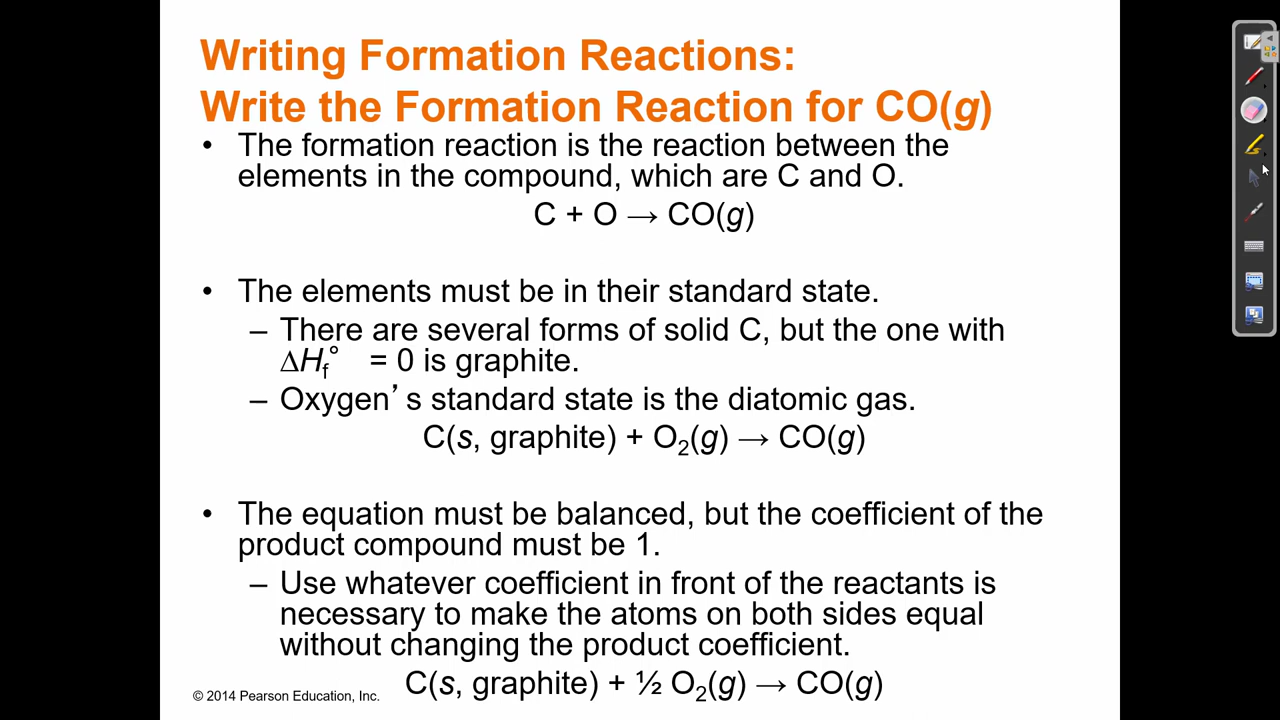 Writing Formation Reactions:
Write the Formation Reaction for CO(g)
• The formation reaction is the reaction between the
elements in the compound, which are C and O.
C + O → CO(g)
• The elements must be in their standard state.
– There are several forms of solid C, but the one with
ΔHf° = 0 is graphite.
– Oxygen’s standard state is the diatomic gas.
C(s, graphite) + O₂(g) → CO(g)
• The equation must be balanced, but the coefficient of the
product compound must be 1.
– Use whatever coefficient in front of the reactants is
necessary to make the atoms on both sides equal
without changing the product coefficient.
C(s, graphite) + ½ O₂(g) → CO(g)
© 2014 Pearson Education, Inc.